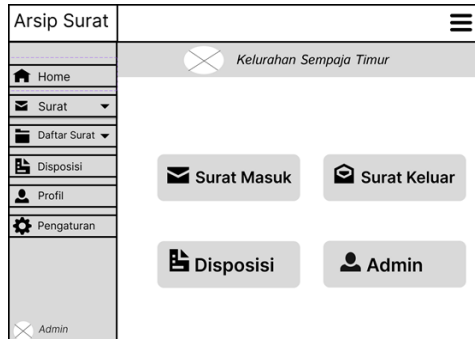 Arsip Surat
Kelurahan Sempaja Timur
Home
Surat
Daftar Surat
Disposisi
Profil
Pengaturan
Admin
Surat Masuk
Surat Keluar
Disposisi
Admin